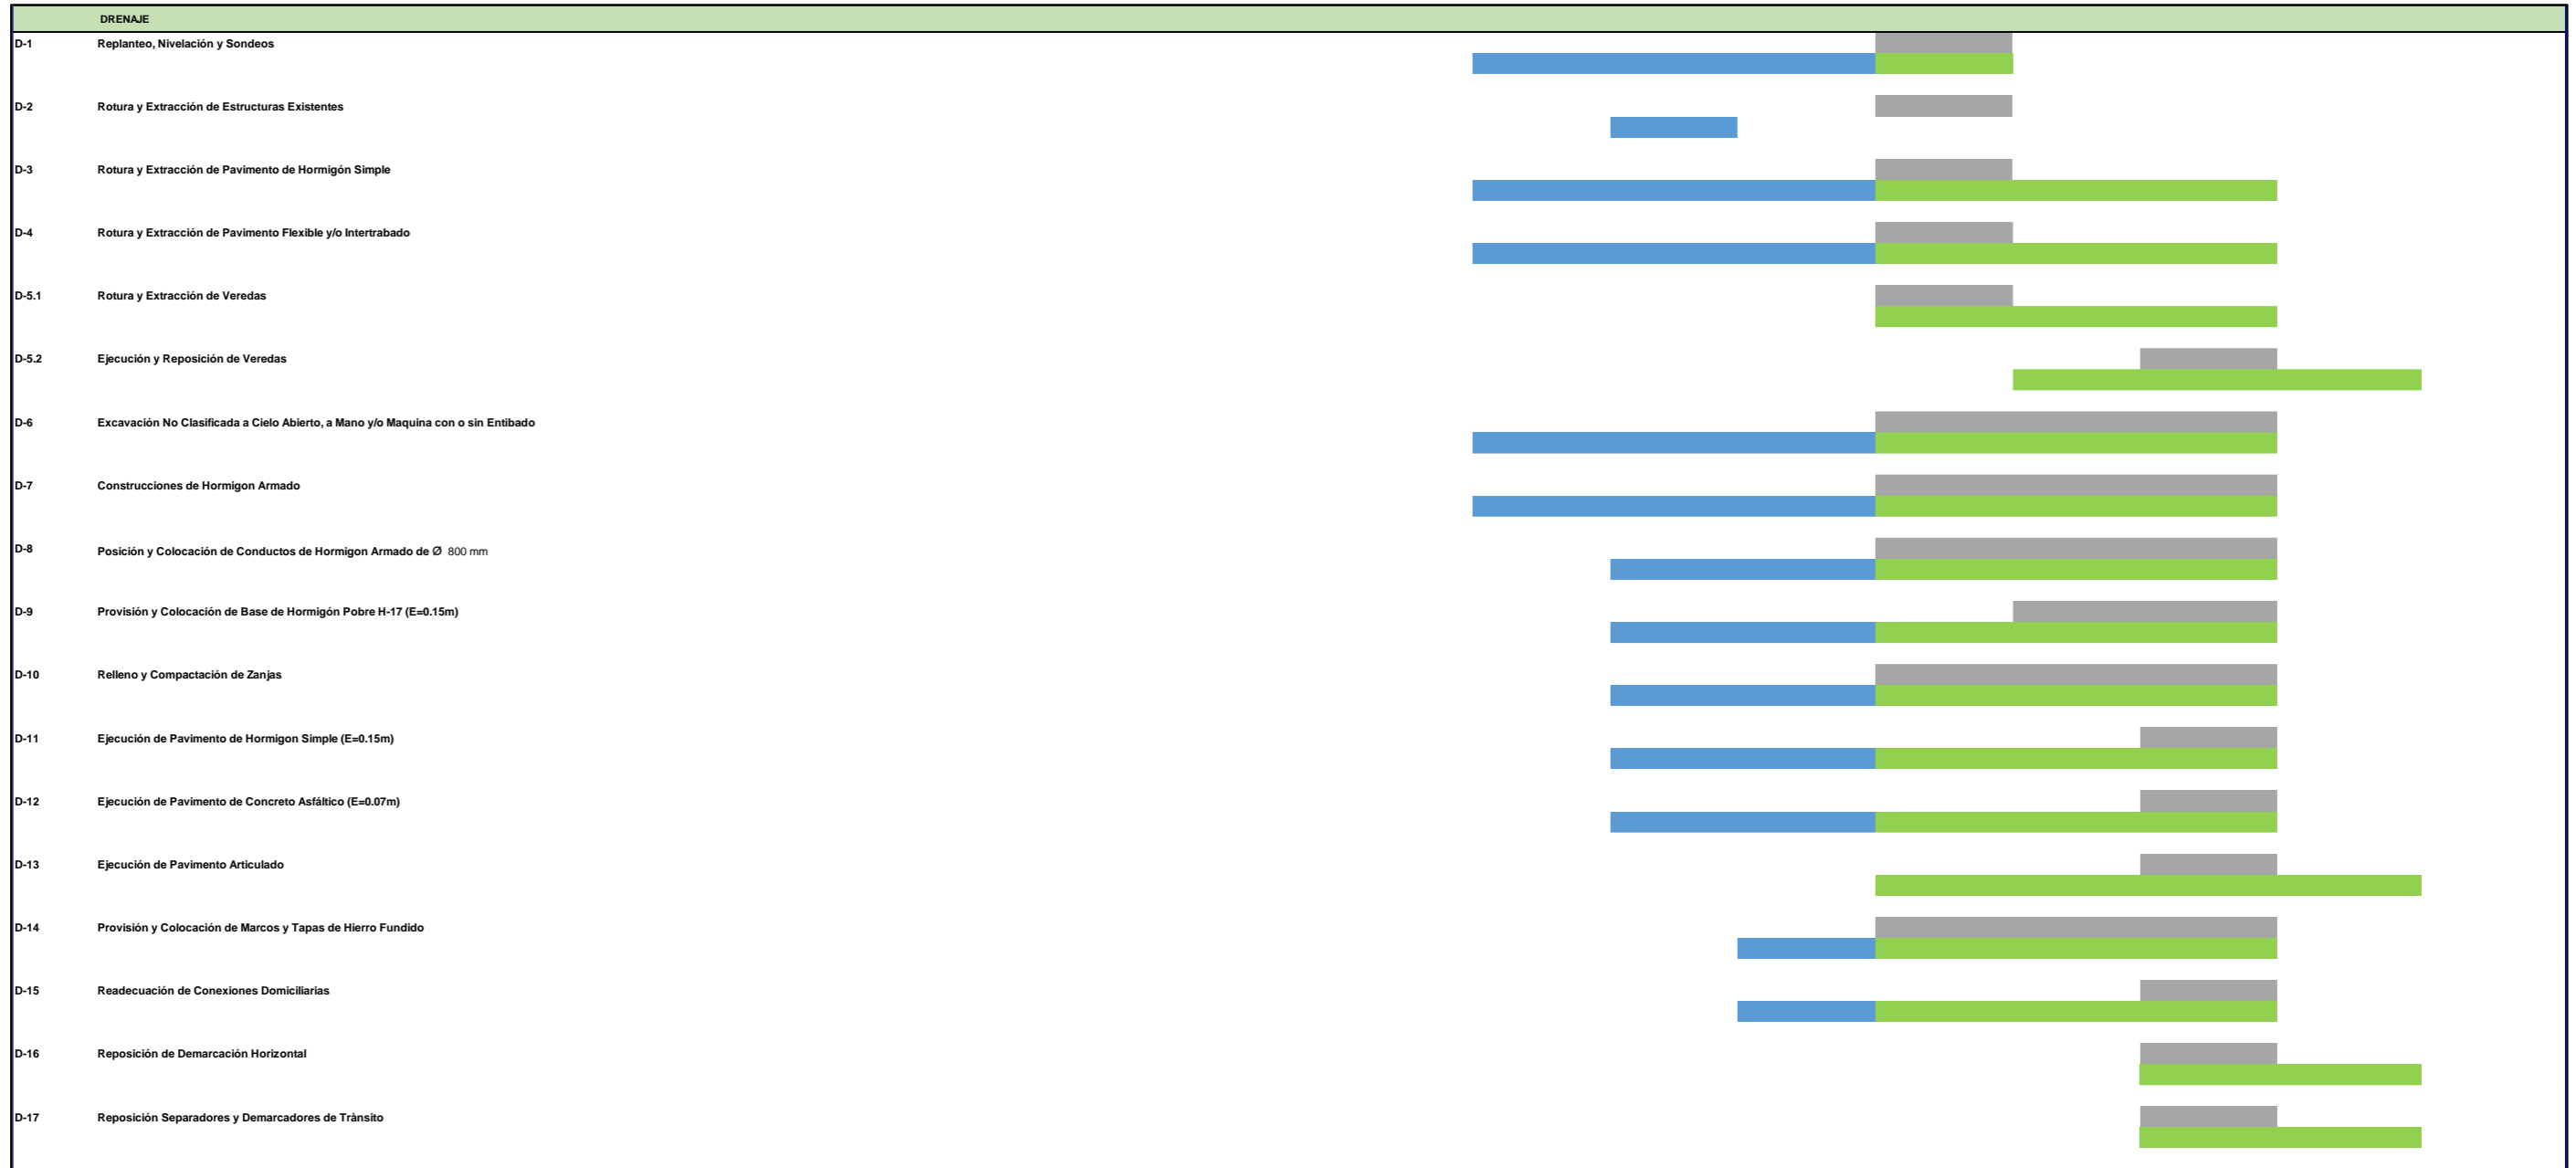 DRENAJE
D-1 Replanteo, Nivelación y Sondeos
D-2 Rotura y Extracción de Estructuras Existentes
D-3 Rotura y Extracción de Pavimento de Hormigón Simple
D-4 Rotura y Extracción de Pavimento Flexible y/o Intertrabado
D-5.1 Rotura y Extracción de Veredas
D-5.2 Ejecución y Reposición de Veredas
D-6 Excavación No Clasificada a Cielo Abierto, a Mano y/o Maquina con o sin Entibado
D-7 Construcciones de Hormigon Armado
D-8 Posición y Colocación de Conductos de Hormigon Armado de Ø 800 mm
D-9 Provisión y Colocación de Base de Hormigón Pobre H-17 (E=0.15m)
D-10 Relleno y Compactación de Zanjas
D-11 Ejecución de Pavimento de Hormigon Simple (E=0.15m)
D-12 Ejecución de Pavimento de Concreto Asfáltico (E=0.07m)
D-13 Ejecución de Pavimento Articulado
D-14 Provisión y Colocación de Marcos y Tapas de Hierro Fundido
D-15 Readecuación de Conexiones Domiciliarias
D-16 Reposición de Demarcación Horizontal
D-17 Reposición Separadores y Demarcadores de Trànsito